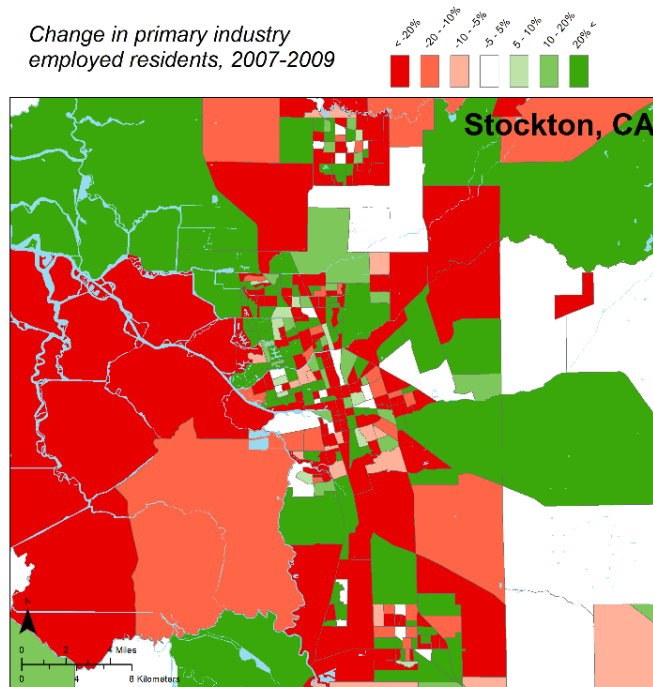 Change in primary industry
employed residents, 2007-2009
< -20%
-20 - -10%
-10 - -5%
-5 - 5%
5 - 10%
10 - 20%
20% <
Stockton, CA
N
0 2 4 Miles
0 4 8 Kilometers